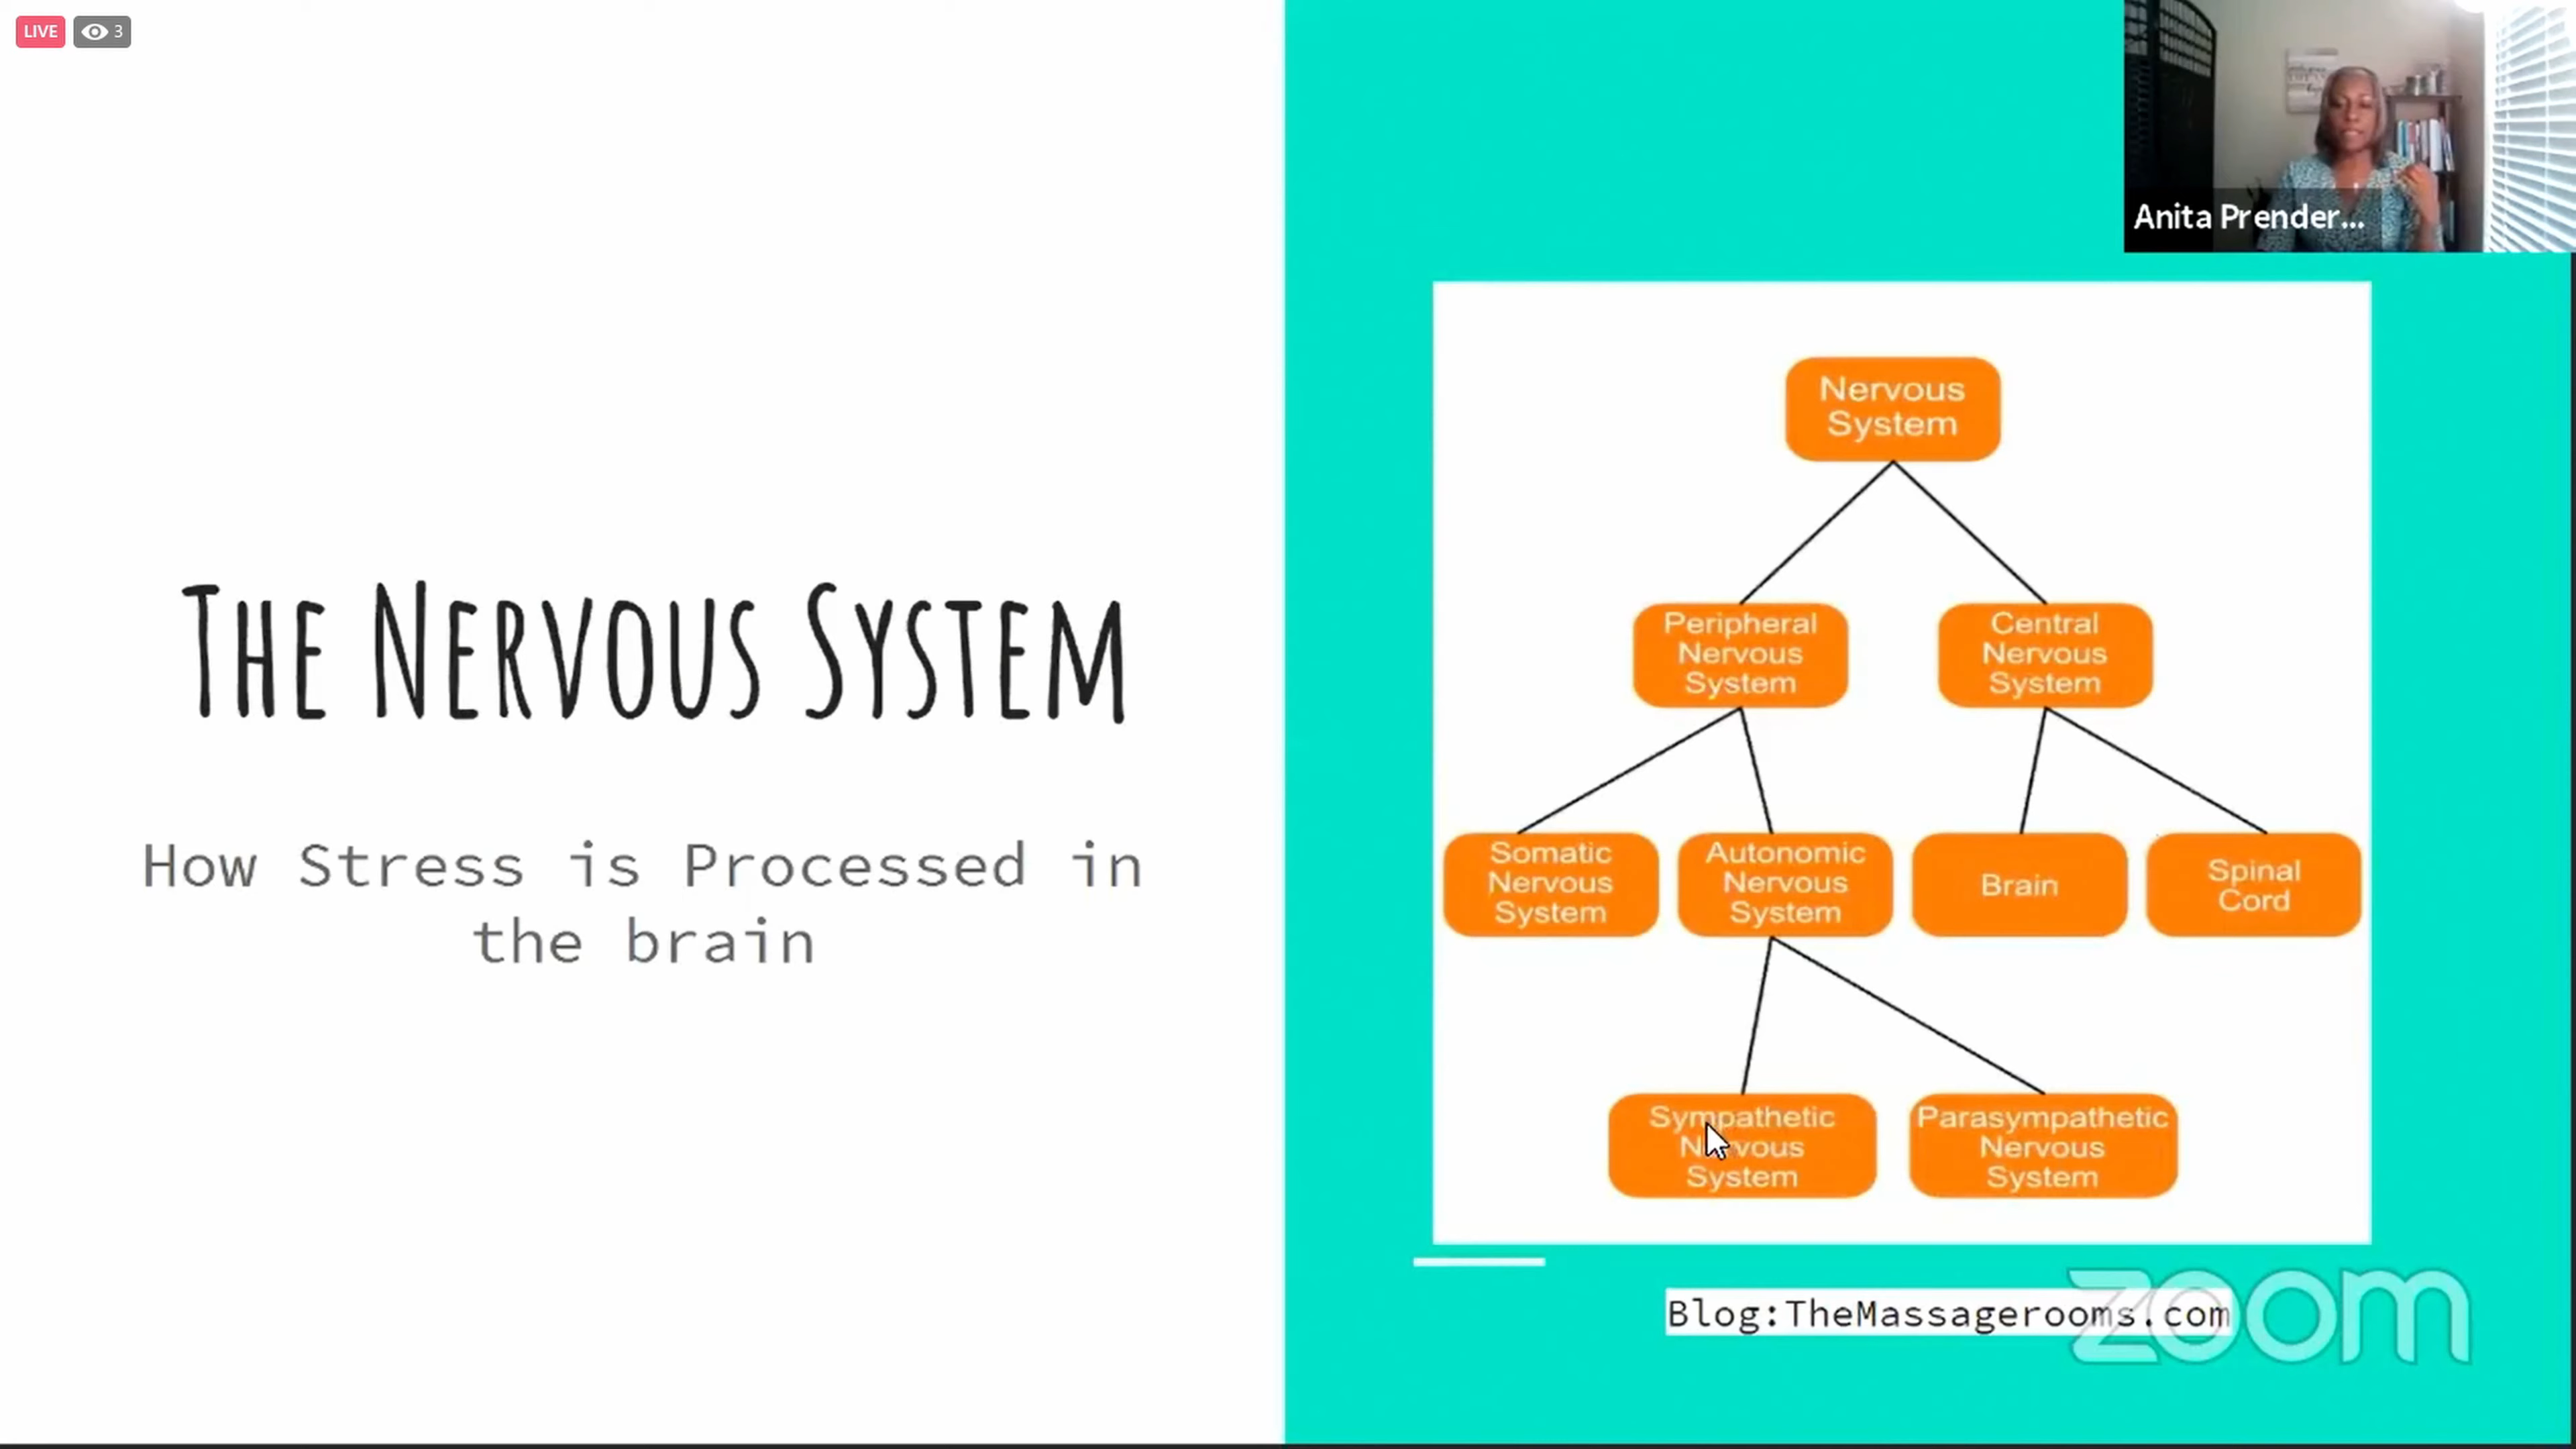 LIVE 3
Anita Prender...
The Nervous System
How Stress is Processed in
the brain
Nervous
System
Peripheral
Nervous
System
Central
Nervous
System
Somatic
Nervous
System
Autonomic
Nervous
System
Brain
Spinal
Cord
Sympathetic
Nervous
System
Parasympathetic
Nervous
System
Blog:TheMassagerooms.com
zoom